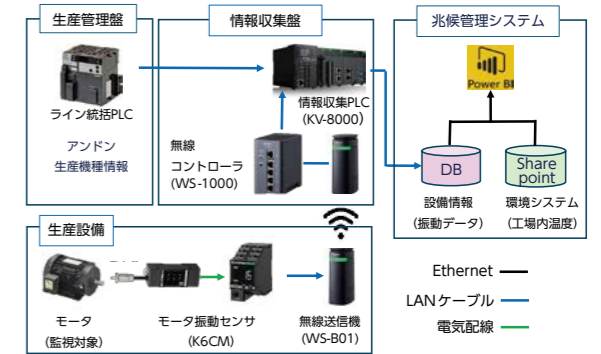 生産管理盤
ライン統括PLC
アンドン
生産機種情報
情報収集盤
情報収集PLC
(KV-8000)
無線
コントローラ
(WS-1000)
兆候管理システム
Power BI
DB
Share
point
設備情報
(振動データ)
環境システム
(工場内温度)
生産設備
モータ
(監視対象)
モータ振動センサ
(K6CM)
無線送信機
(WS-B01)
Ethernet
LANケーブル
電気配線